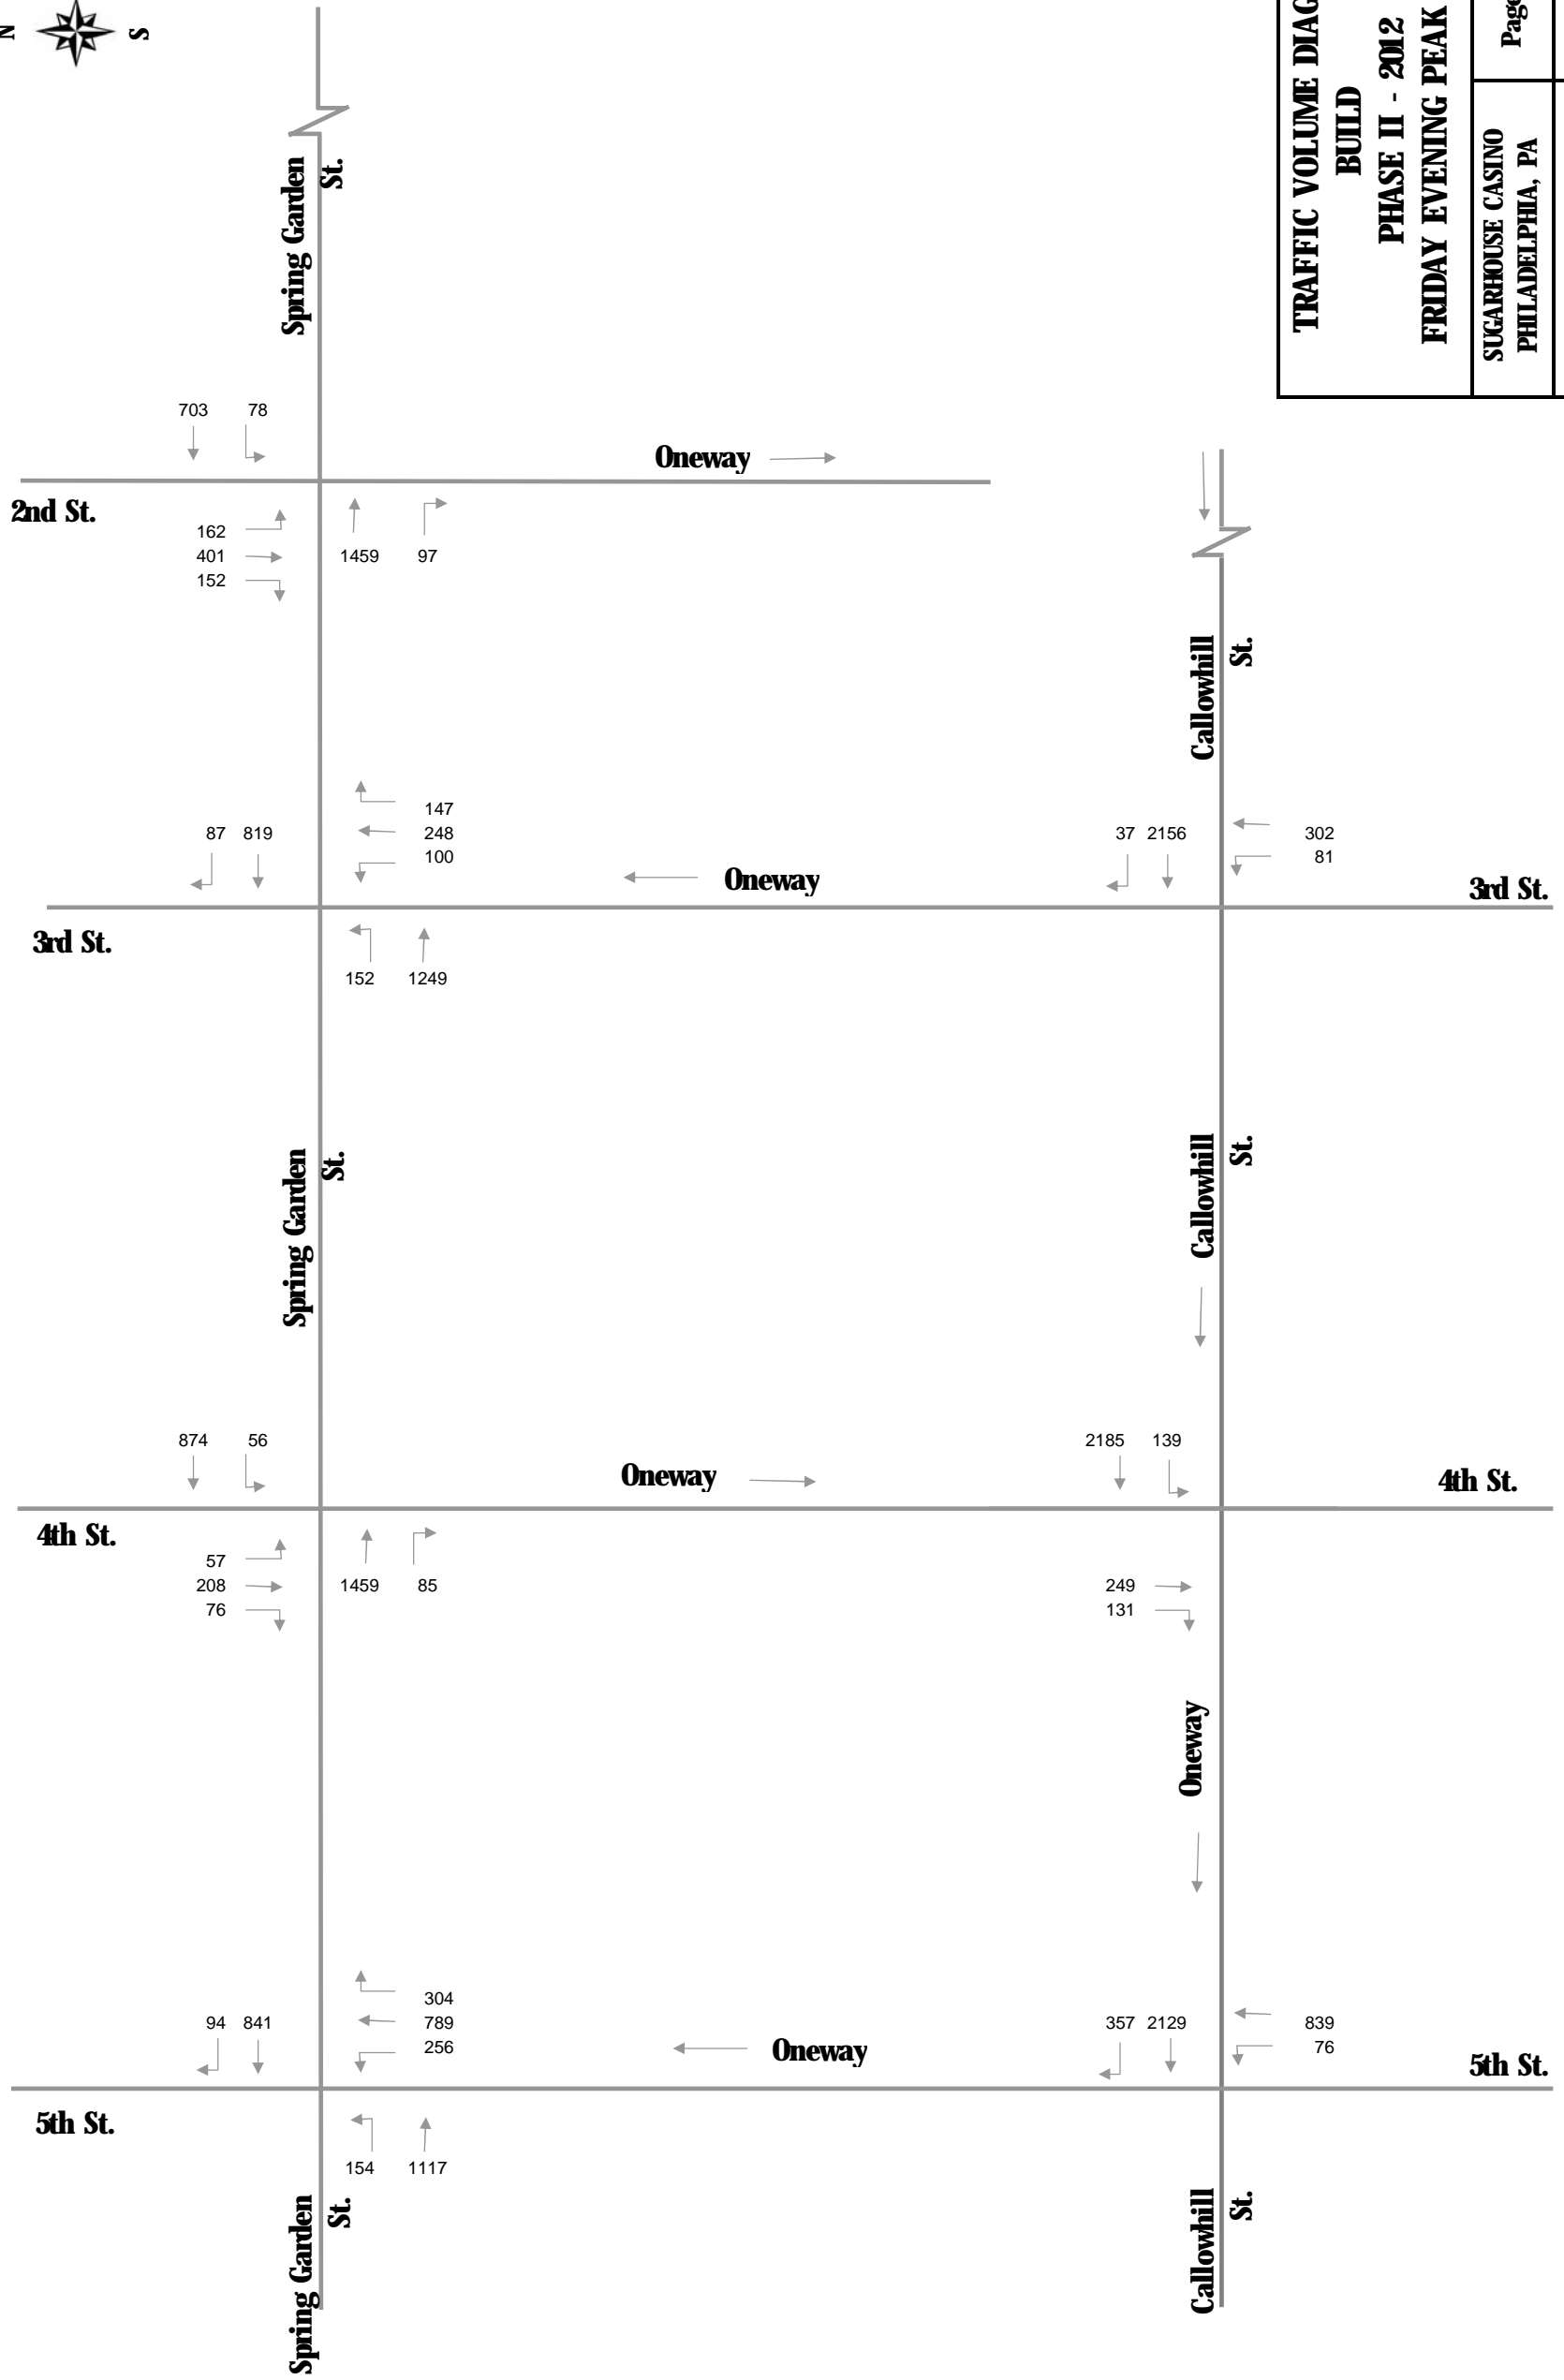 N
S
TRAFFIC VOLUME
BUILD
PHASE II - 2012
FRIDAY EVENING PEAK
SUGARHOUSE CASINO
PHILADELPHIA, PA
Page
Spring Garden
St.
703 78
Oneway
2nd St.
162
401
152
1459 97
Callowhill
St.
147
248
100
87 819
37 2156
302
81
Oneway
3rd St.
3rd St.
152 1249
Spring Garden
St.
Callowhill
St.
874 56
2185 139
Oneway
4th St.
4th St.
57
208
76
1459 85
249
131
Oneway
304
789
256
94 841
357 2129
839
76
Oneway
5th St.
5th St.
154 1117
Spring Garden
St.
Callowhill
St.